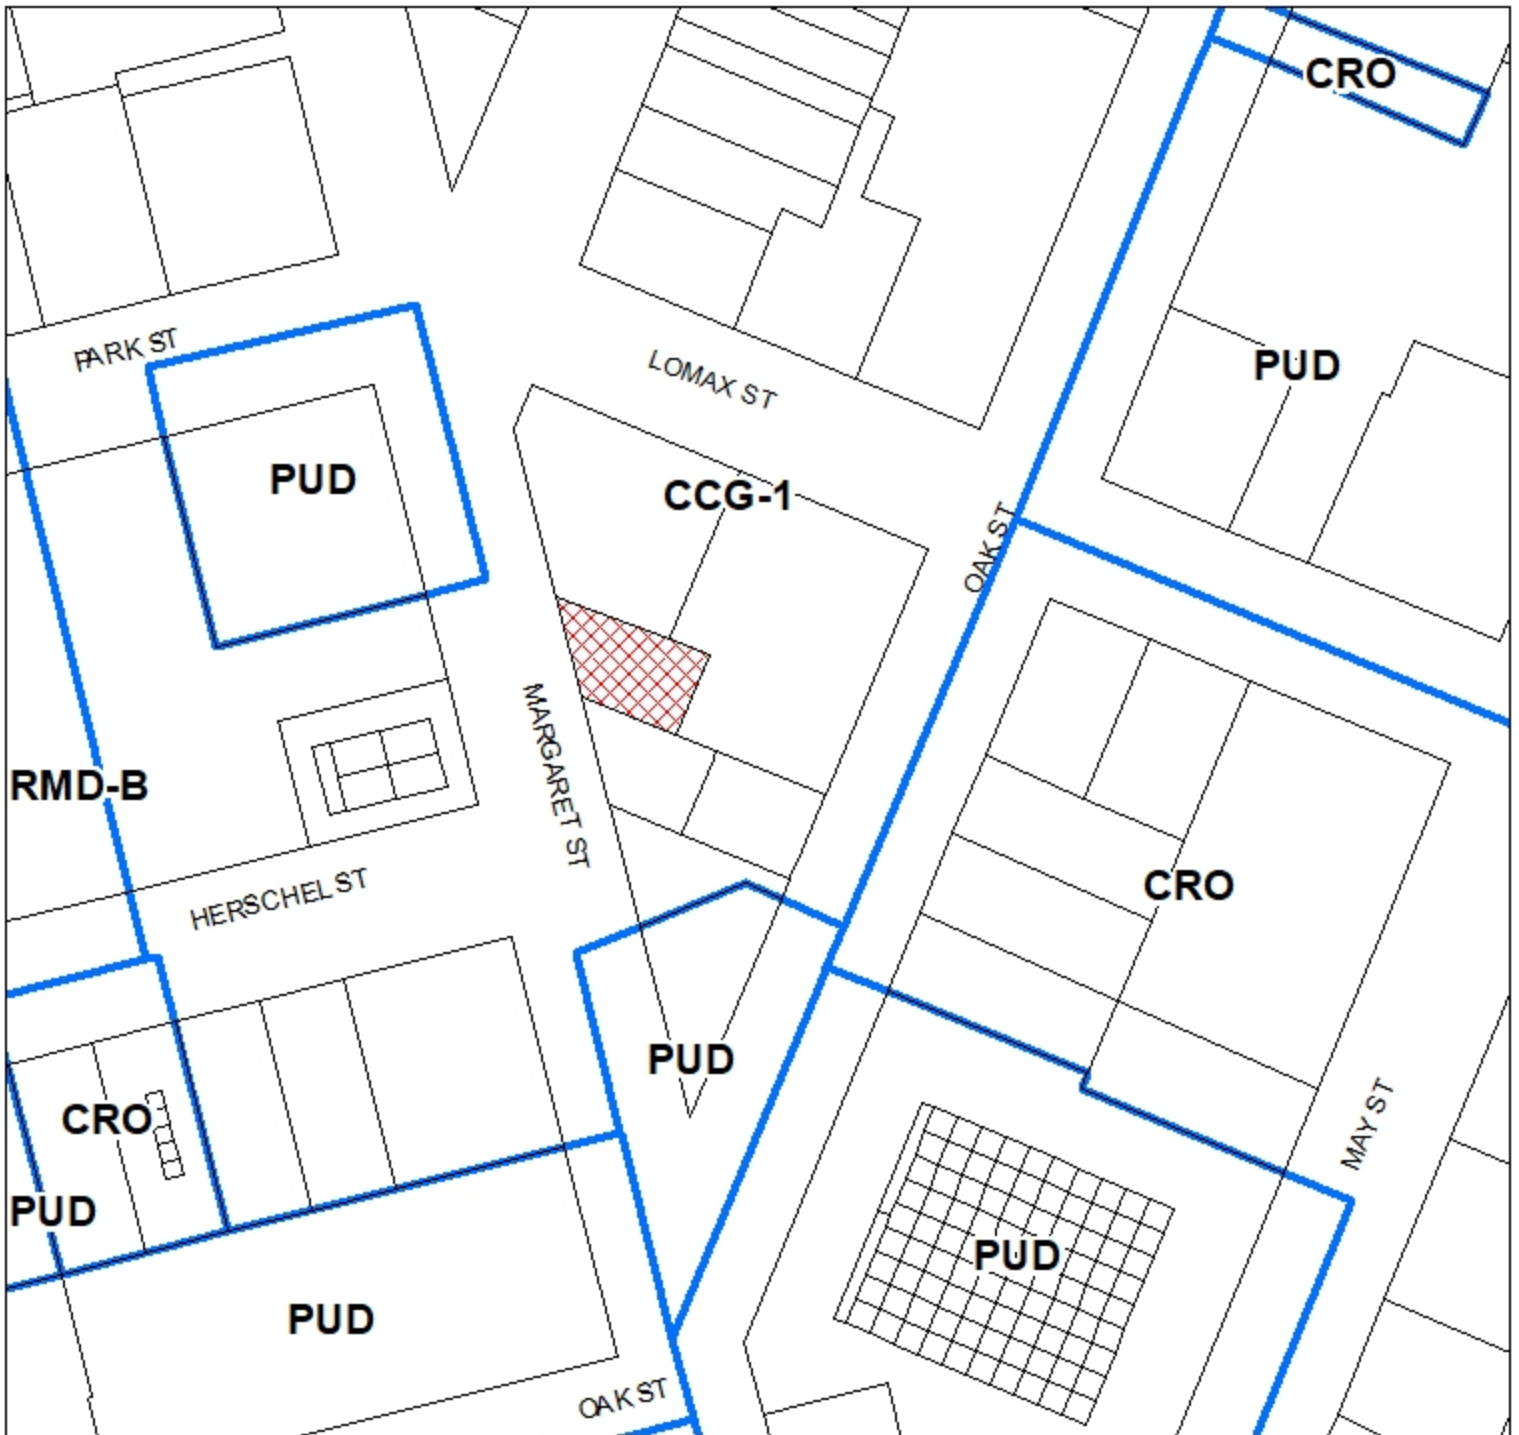 CRO
PARK ST
LOMAX ST
PUD
PUD
CCG-1
OAK ST
MARGARET ST
RMD-B
HERSCHEL ST
CRO
PUD
CRO
MAY ST
PUD
PUD
PUD
OAK ST